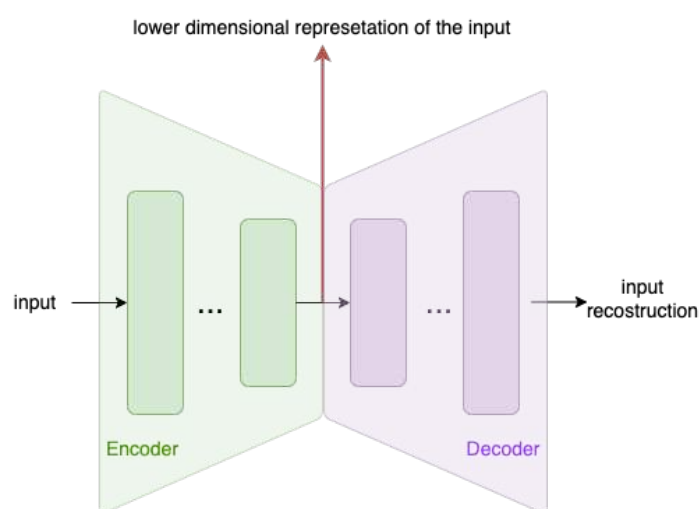 lower dimensional represetation of the input
input
...
...
input
recostruction
Encoder
Decoder